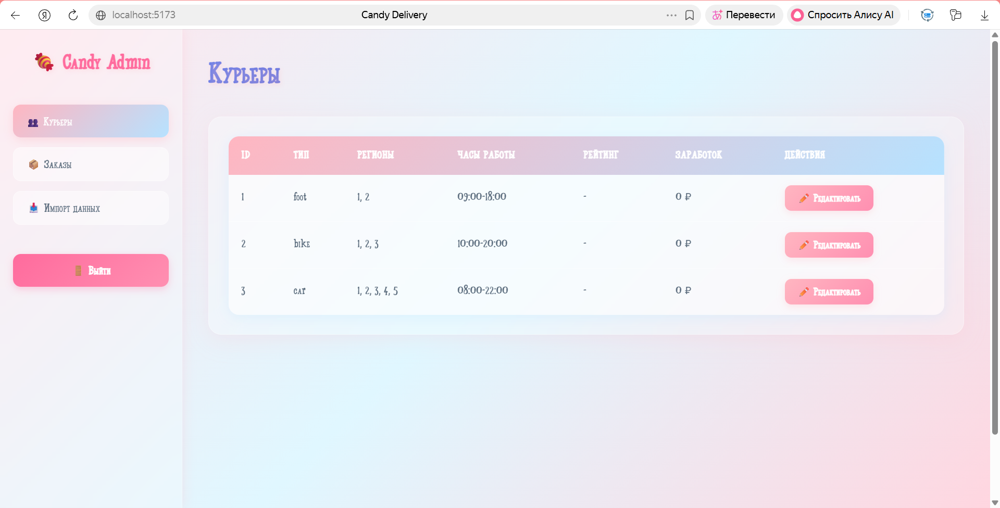 Я localhost:5173 Candy Delivery Перевести Спросить Алису AI
Candy Admin
Курьеры
Заказы
Импорт данных
Выйти
Курьеры
ID ТИП РЕГИОНЫ ЧАСЫ РАБОТЫ РЕЙТИНГ ЗАРАБОТОК ДЕЙСТВИЯ
1 foot 1, 2 09:00-18:00 - 0 ₽ Редактировать
2 bike 1, 2, 3 10:00-20:00 - 0 ₽ Редактировать
3 car 1, 2, 3, 4, 5 08:00-22:00 - 0 ₽ Редактировать